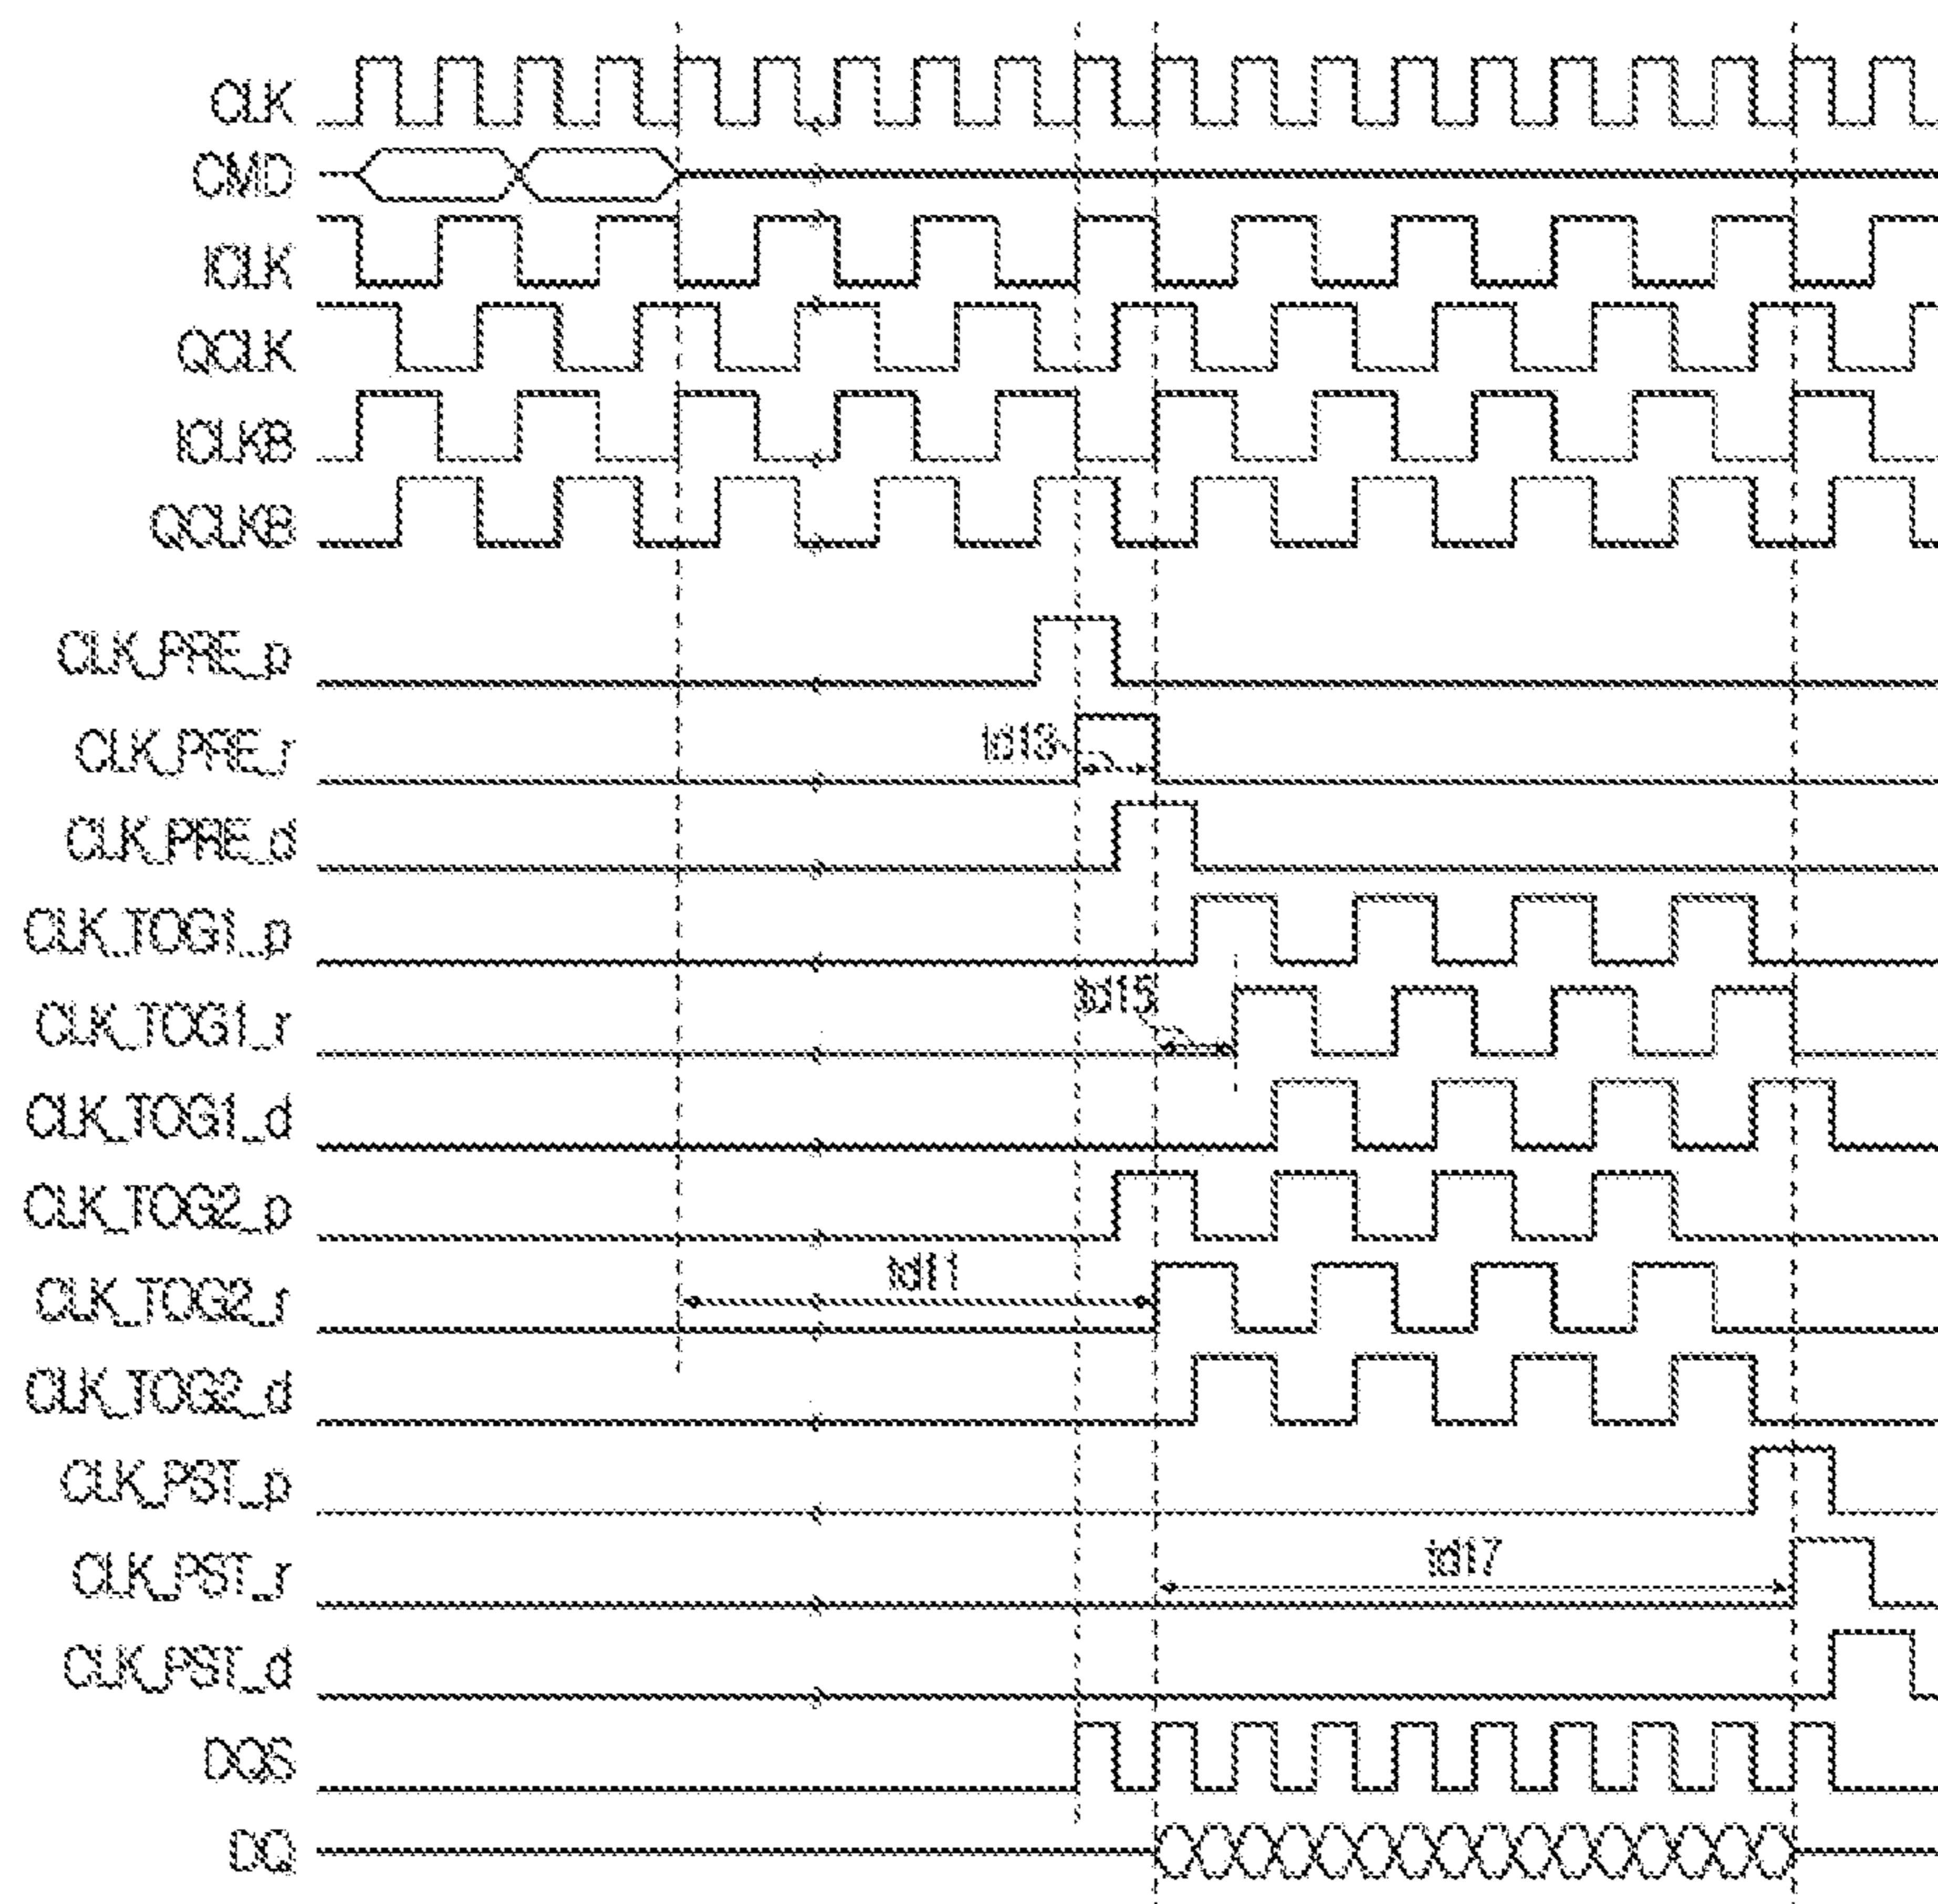 CLK
CMD
ICLK
QCLK
ICLKB
QCLKB
CLK_PRE_p
CLK_PRE_r
td13
CLK_PRE_d
CLK_TOG1_p
CLK_TOG1_r
td15
CLK_TOG1_d
CLK_TOG2_p
CLK_TOG2_r
td11
CLK_TOG2_d
CLK_PST_p
CLK_PST_r
td17
CLK_PST_d
DQS
DQ